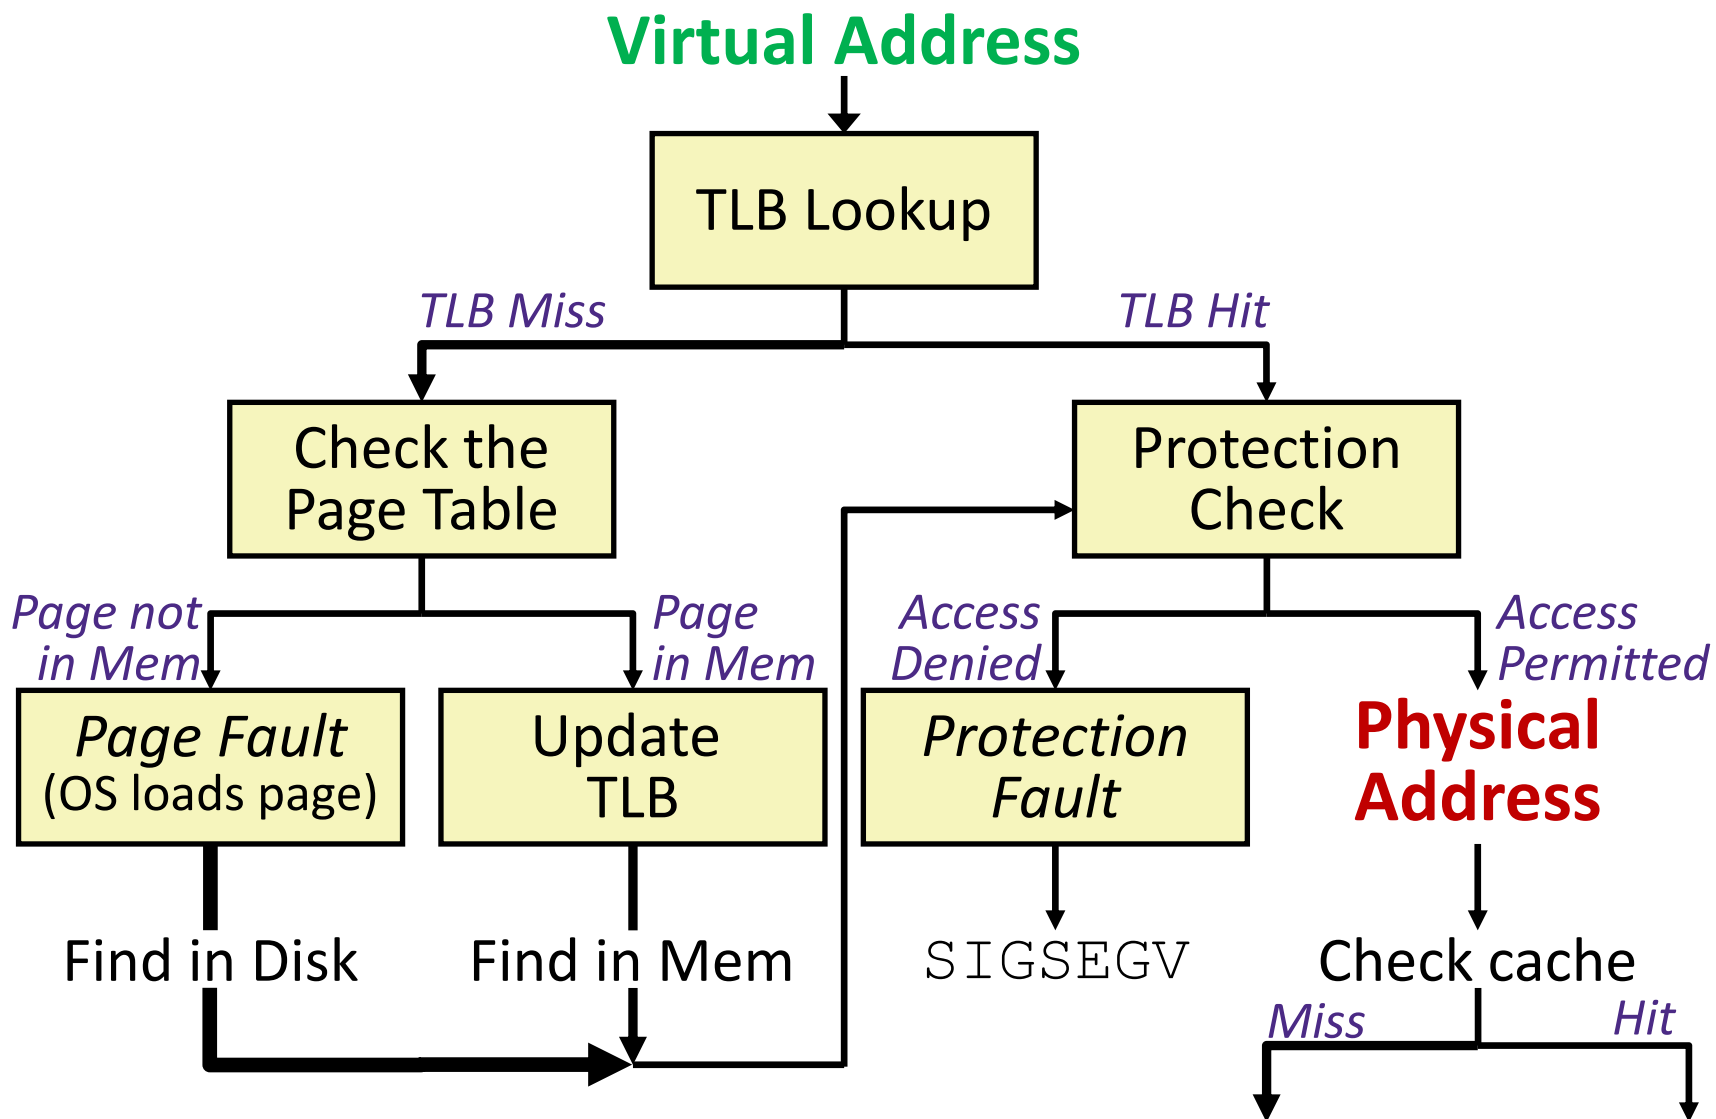 Virtual Address
TLB Lookup
TLB Miss
TLB Hit
Check the
Page Table
Protection
Check
Page not
in Mem
Page
in Mem
Access
Denied
Access
Permitted
Page Fault
(OS loads page)
Update
TLB
Protection
Fault
Physical
Address
Find in Disk
Find in Mem
SIGSEGV
Check cache
Miss
Hit